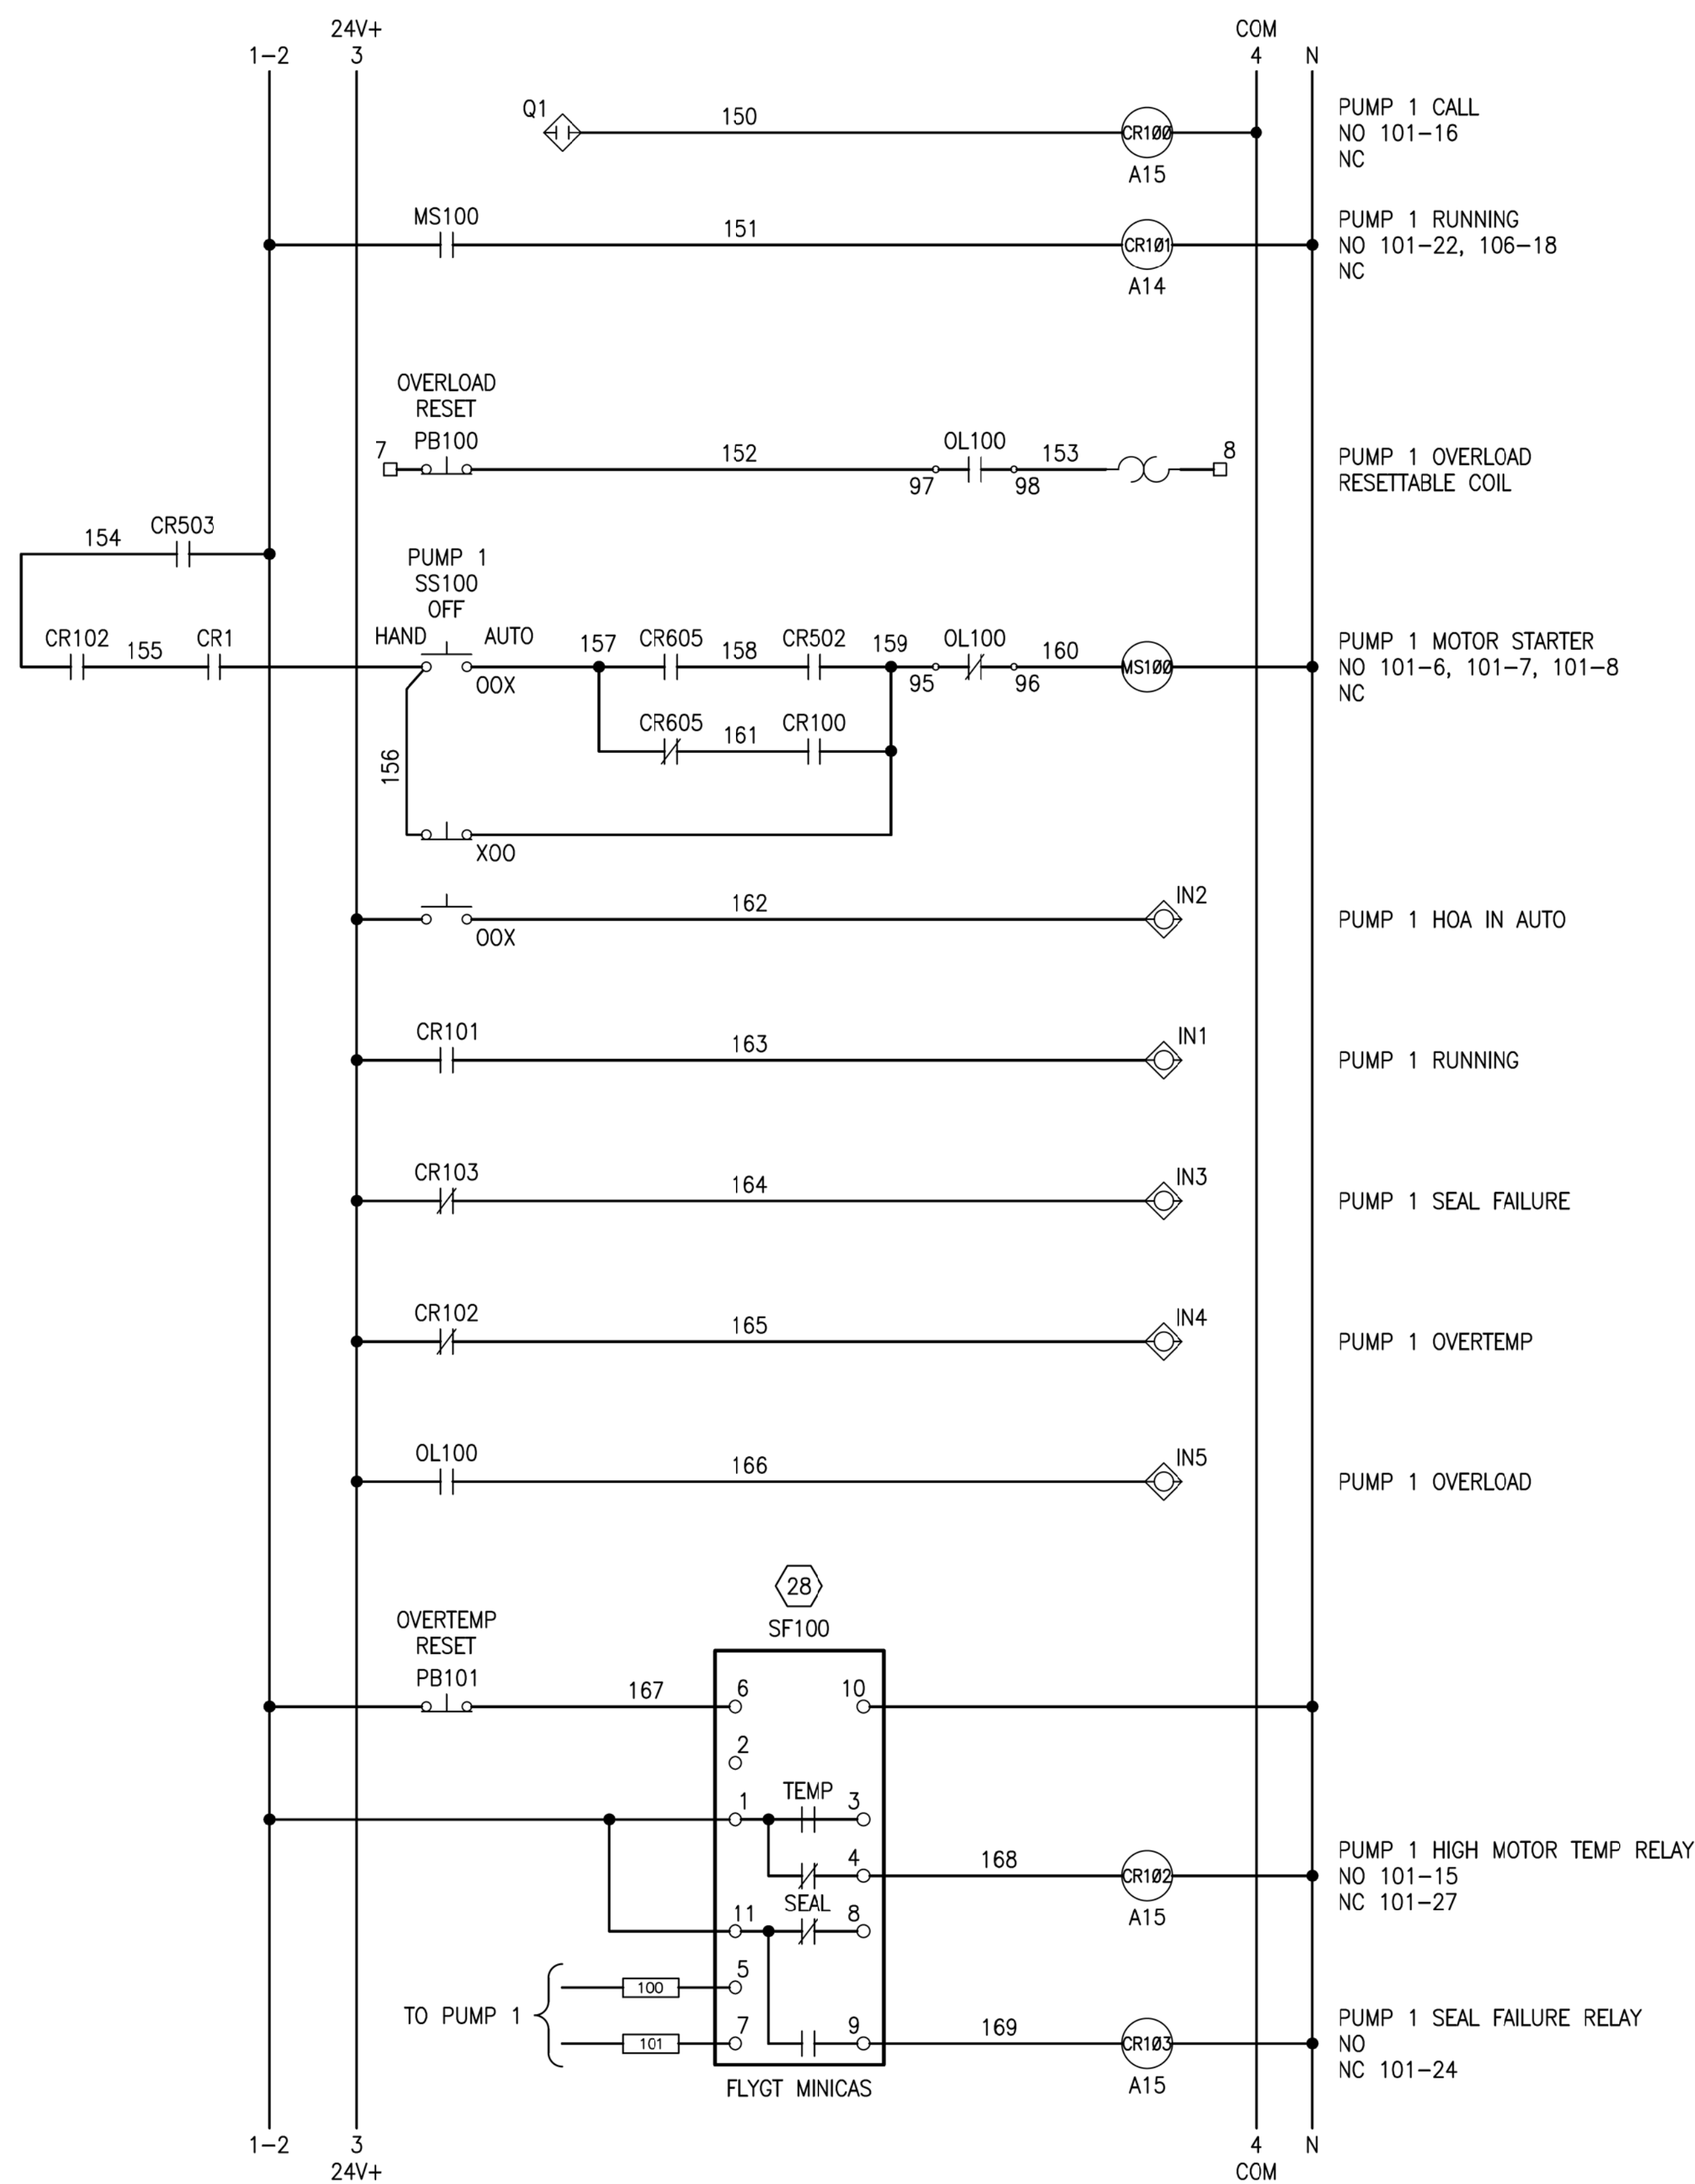 24V+
COM
1-2
3
4
N
Q1
150
CR100
A15
PUMP 1 CALL
NO 101-16
NC
MS100
151
CR101
A14
PUMP 1 RUNNING
NO 101-22, 106-18
NC
OVERLOAD
RESET
7
PB100
152
OL100
153
8
97
98
PUMP 1 OVERLOAD
RESETTABLE COIL
154
CR503
PUMP 1
SS100
OFF
HAND
AUTO
CR102
155
CR1
157
CR605
158
CR502
159
OL100
160
MS100
OOX
95
96
PUMP 1 MOTOR STARTER
NO 101-6, 101-7, 101-8
NC
156
CR605
161
CR100
XOO
162
IN2
OOX
PUMP 1 HOA IN AUTO
CR101
163
IN1
PUMP 1 RUNNING
CR103
164
IN3
PUMP 1 SEAL FAILURE
CR102
165
IN4
PUMP 1 OVERTEMP
OL100
166
IN5
PUMP 1 OVERLOAD
28
SF100
OVERTEMP
RESET
PB101
167
6
10
2
1
TEMP
3
4
168
CR102
A15
PUMP 1 HIGH MOTOR TEMP RELAY
NO 101-15
NC 101-27
11
SEAL
8
5
100
TO PUMP 1
7
101
9
169
CR103
A15
PUMP 1 SEAL FAILURE RELAY
NO
NC 101-24
FLYGT MINICAS
1-2
3
4
N
24V+
COM